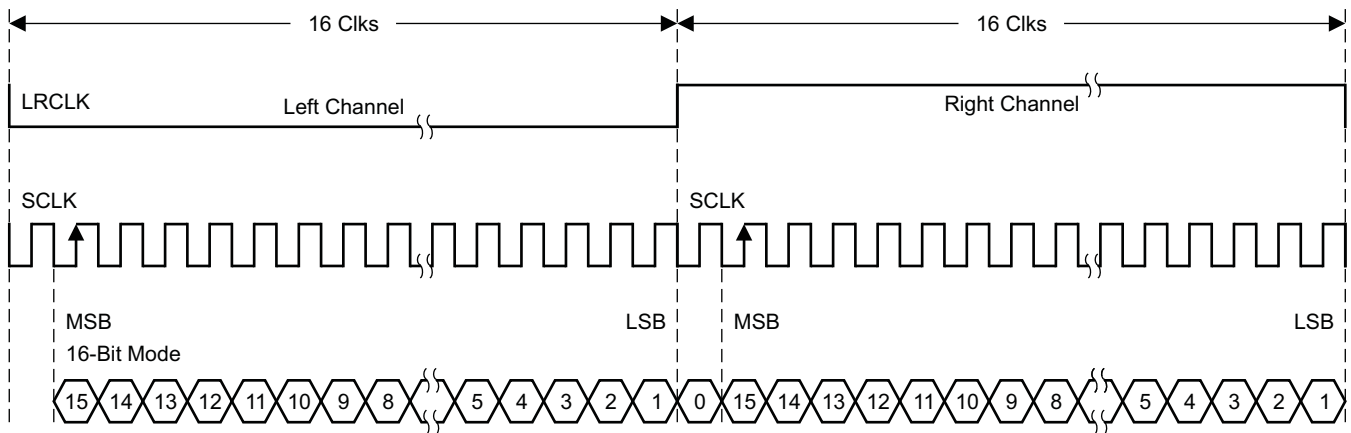 16 Clks 16 Clks
LRCLK Left Channel Right Channel
SCLK SCLK
MSB LSB MSB LSB
16-Bit Mode
15 14 13 12 11 10 9 8 5 4 3 2 1 0 15 14 13 12 11 10 9 8 5 4 3 2 1